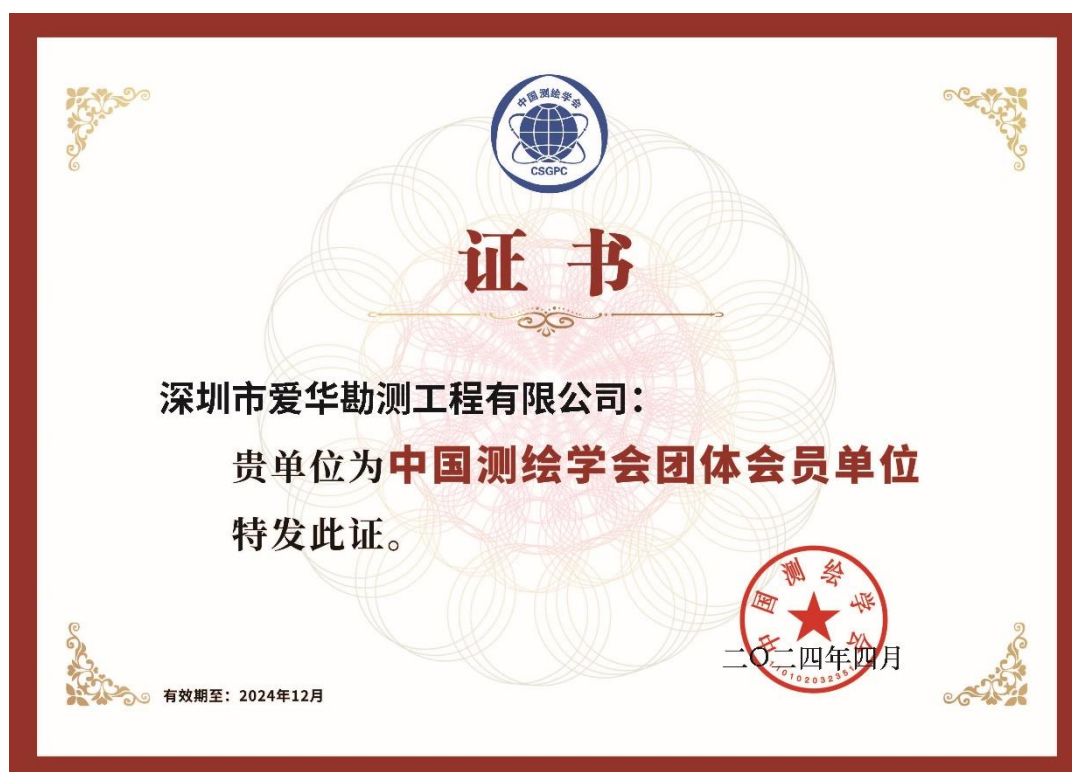 中国测绘学会
CSGPC
证书
深圳市爱华勘测工程有限公司：
贵单位为中国测绘学会团体会员单位
特发此证。
中国测绘学会
二〇二四年四月
有效期至：2024年12月